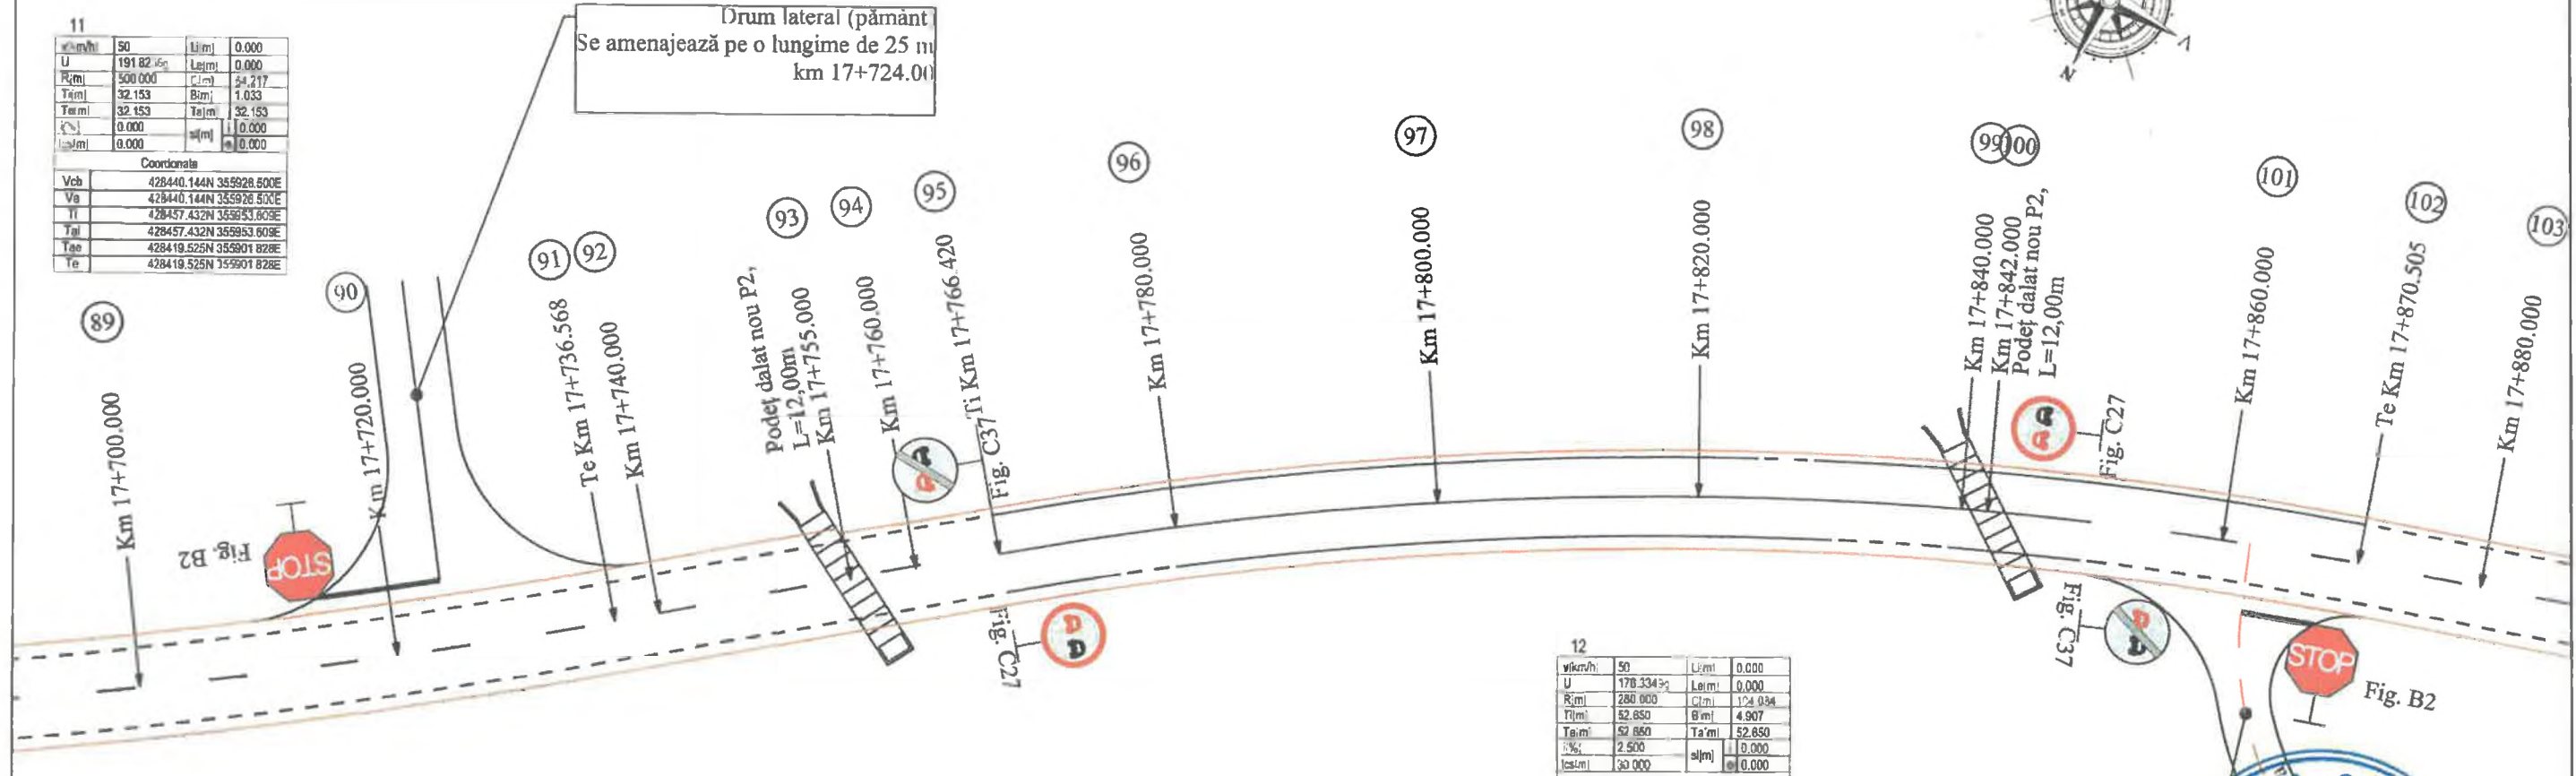 11
50 Li[m] 0.000
U Le[m] 0.000
R[m] 500.000
32.153 B[m] 1.033
Te[m] 32.153 Ta[m] 32.153
0.000 sl[m] 0.000
0.000 0.000
Coordonate
Vcb 428440.144N 355926.500E
Va 428440.144N 355926.500E
Ti 428457.432N 355953.609E
Tai 428457.432N 355953.609E
Tae 428419.525N 355901.828E
Te 428419.525N 355901.828E
Drum lateral (pământ
Se amenajează pe o lungime de 25 m
km 17+724.00
N
V
89
90
91
92
93
94
95
96
97
98
99
100
101
102
103
Km 17+700.000
Km 17+720.000
Te Km 17+736.568
Km 17+740.000
Podeț dalat nou P2,
L=12,00m
Km 17+755.000
Km 17+760.000
Ti Km 17+766.420
Km 17+780.000
Km 17+800.000
Km 17+820.000
Km 17+840.000
Km 17+842.000
Podeț dalat nou P2,
L=12,00m
Km 17+860.000
Te Km 17+870.505
Km 17+880.000
STOP
Fig. B2
Fig. C37
Fig. C27
Fig. C27
Fig. C37
STOP
Fig. B2
12
v[km/h] 50 Li[m] 0.000
U Le[m] 0.000
R[m] 280.000
Ti[m] 52.650 B[m] 4.907
Te[m] 52.650 Ta[m] 52.650
2.500 sl[m] 0.000
30.000 0.000